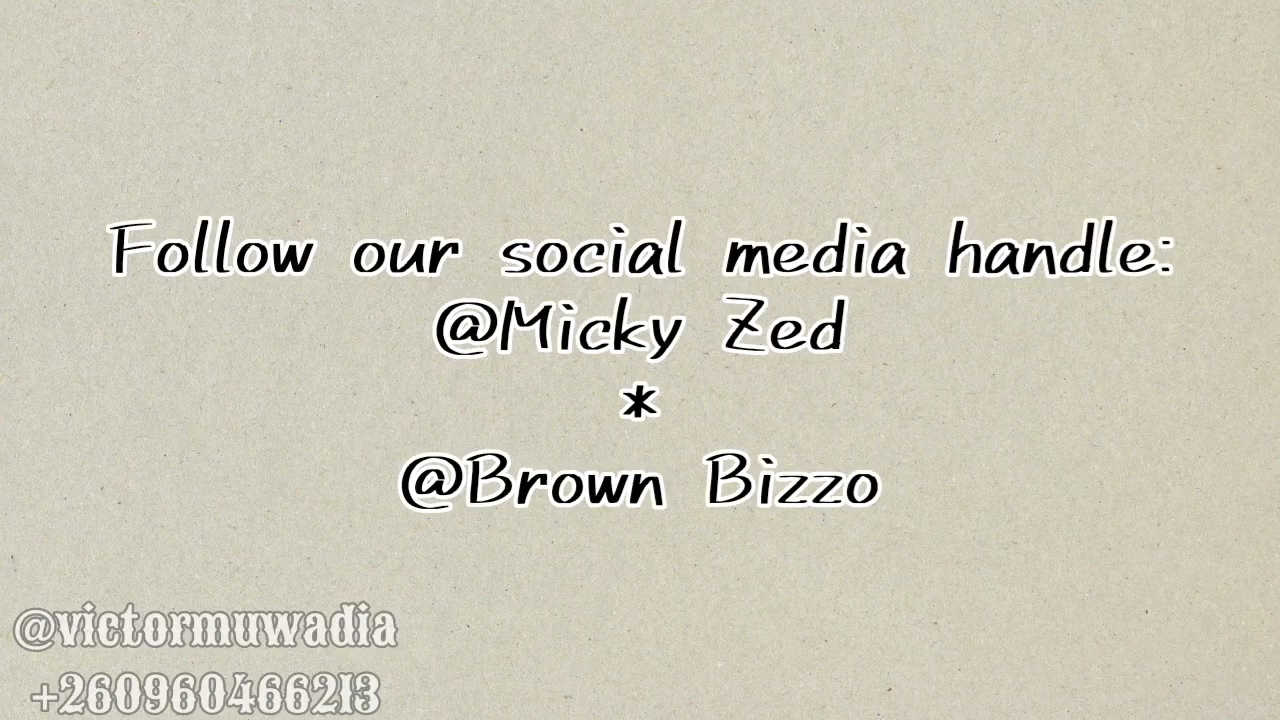 Follow our social media handle:
@Micky Zed
*
@Brown Bizzo
@victormuwadia
+260960466213